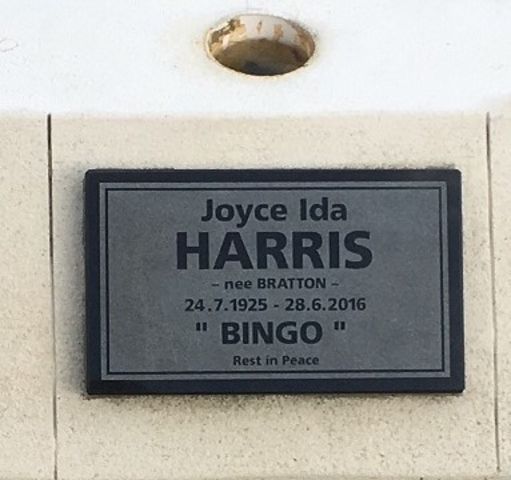 Joyce Ida
HARRIS
– nee BRATTON –
24.7.1925 - 28.6.2016
" BINGO "
Rest in Peace